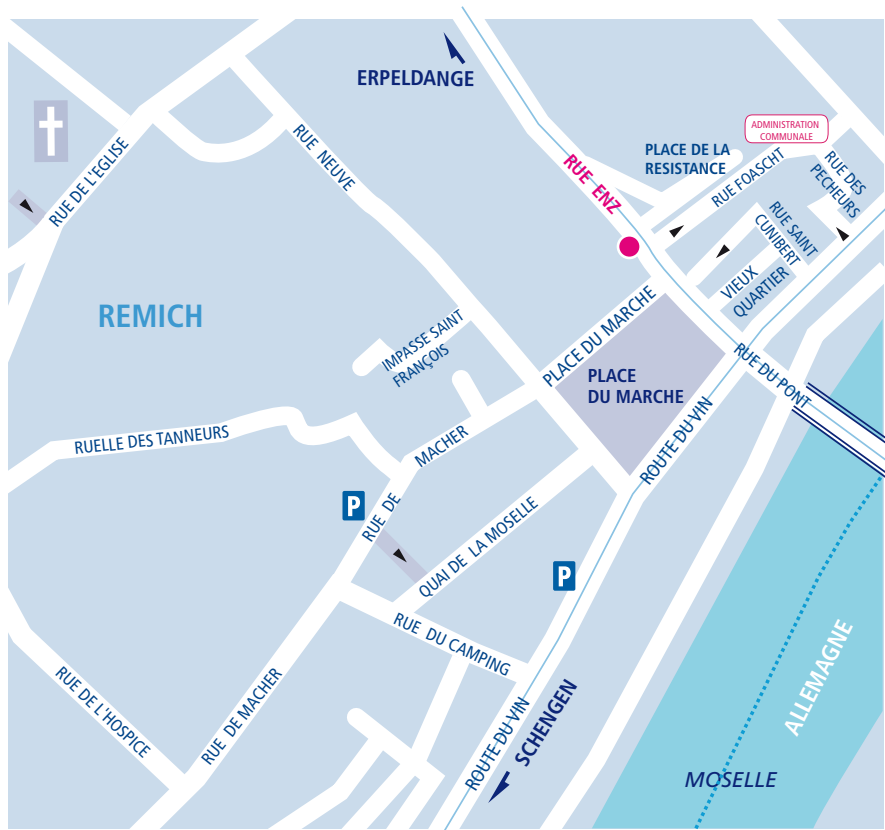 ERPELDANGE
ADMINISTRATION
COMMUNALE
PLACE DE LA
RESISTANCE
RUE FOASCHT
RUE DES
PECHEURS
RUE DE L'EGLISE
RUE NEUVE
RUE ENZ
RUE SAINT
CUNIBERT
VIEUX
QUARTIER
REMICH
IMPASSE SAINT
FRANÇOIS
PLACE DU MARCHE
PLACE
DU MARCHE
RUE DU PONT
RUELLE DES TANNEURS
MACHER
RUE DE
ROUTE DU VIN
P
QUAI DE LA MOSELLE
P
RUE DU CAMPING
RUE DE L'HOSPICE
RUE DE MACHER
ROUTE DU VIN
SCHENGEN
ALLEMAGNE
MOSELLE